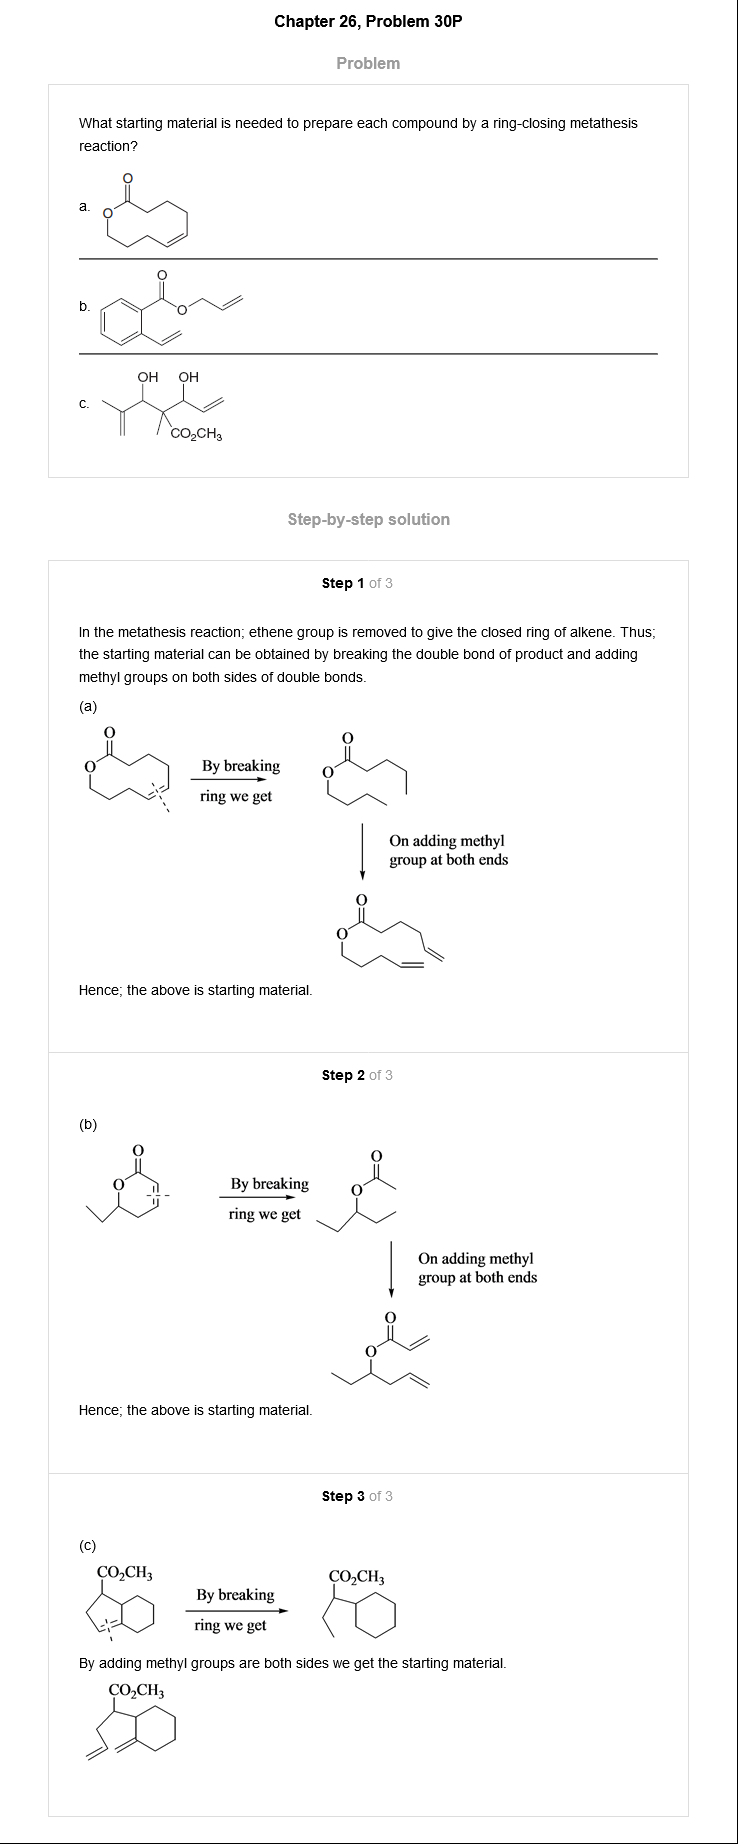 Chapter 26, Problem 30P
Problem
What starting material is needed to prepare each compound by a ring-closing metathesis
reaction?
O
a.
O
O
b.
O
OH OH
c.
CO₂CH₃
Step-by-step solution
Step 1 of 3
In the metathesis reaction; ethene group is removed to give the closed ring of alkene. Thus;
the starting material can be obtained by breaking the double bond of product and adding
methyl groups on both sides of double bonds.
(a)
O
O
By breaking
ring we get
O
O
On adding methyl
group at both ends
O
O
Hence; the above is starting material.
Step 2 of 3
(b)
O
O
By breaking
ring we get
O
O
On adding methyl
group at both ends
O
O
Hence; the above is starting material.
Step 3 of 3
(c)
CO₂CH₃
By breaking
ring we get
CO₂CH₃
By adding methyl groups are both sides we get the starting material.
CO₂CH₃